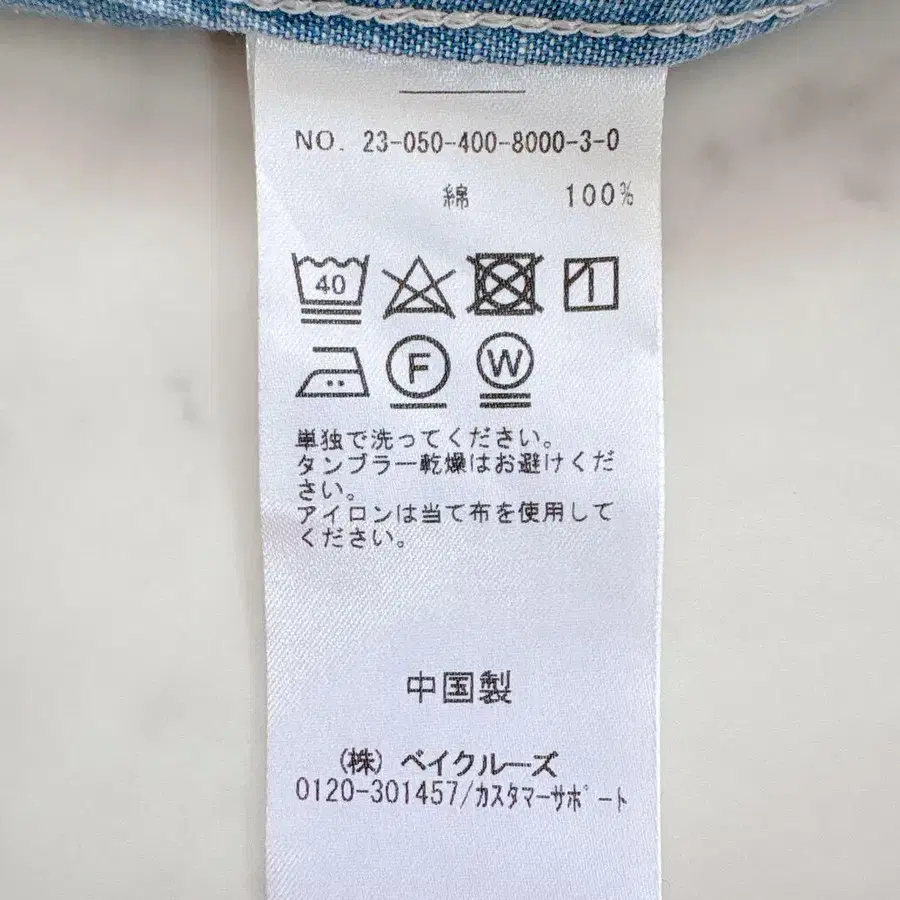 NO. 23-050-400-8000-3-0
綿 100%
40
F W
単独で洗ってください。
タンブラー乾燥はお避けくだ
さい。
アイロンは当て布を使用して
ください。
中国製
(株) ベイクルーズ
0120-301457/カスタマーサポート